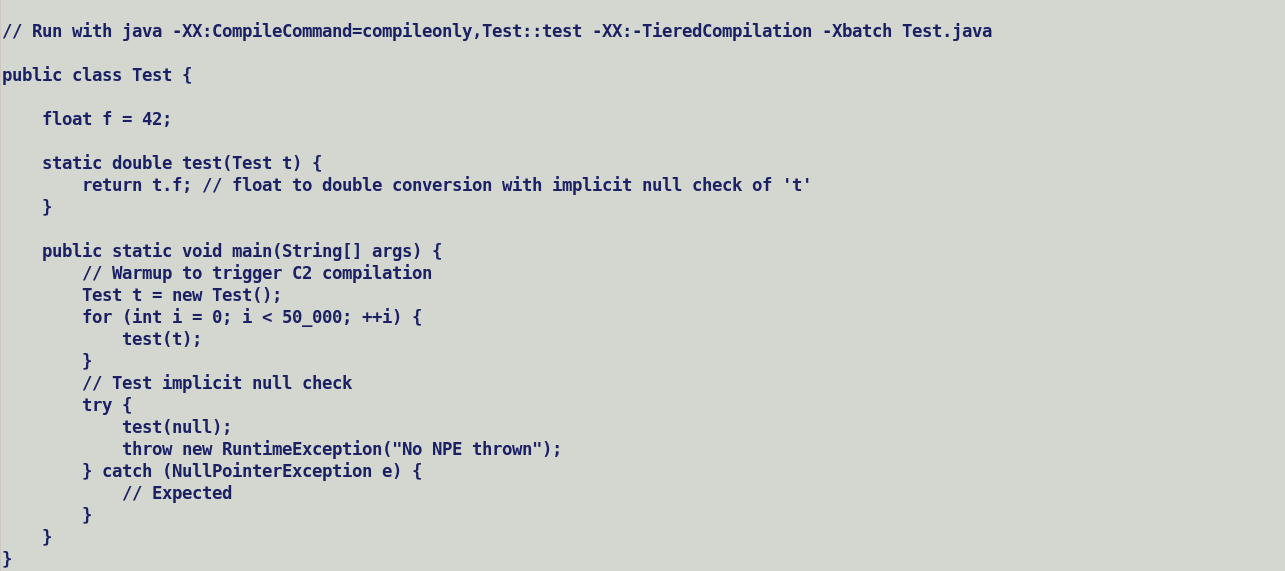 // Run with java -XX:CompileCommand=compileonly,Test::test -XX:-TieredCompilation -Xbatch Test.java
public class Test {
float f = 42;
static double test(Test t) {
return t.f; // float to double conversion with implicit null check of 't'
}
public static void main(String[] args) {
// Warmup to trigger C2 compilation
Test t = new Test();
for (int i = 0; i < 50_000; ++i) {
test(t);
}
// Test implicit null check
try {
test(null);
throw new RuntimeException("No NPE thrown");
} catch (NullPointerException e) {
// Expected
}
}
}